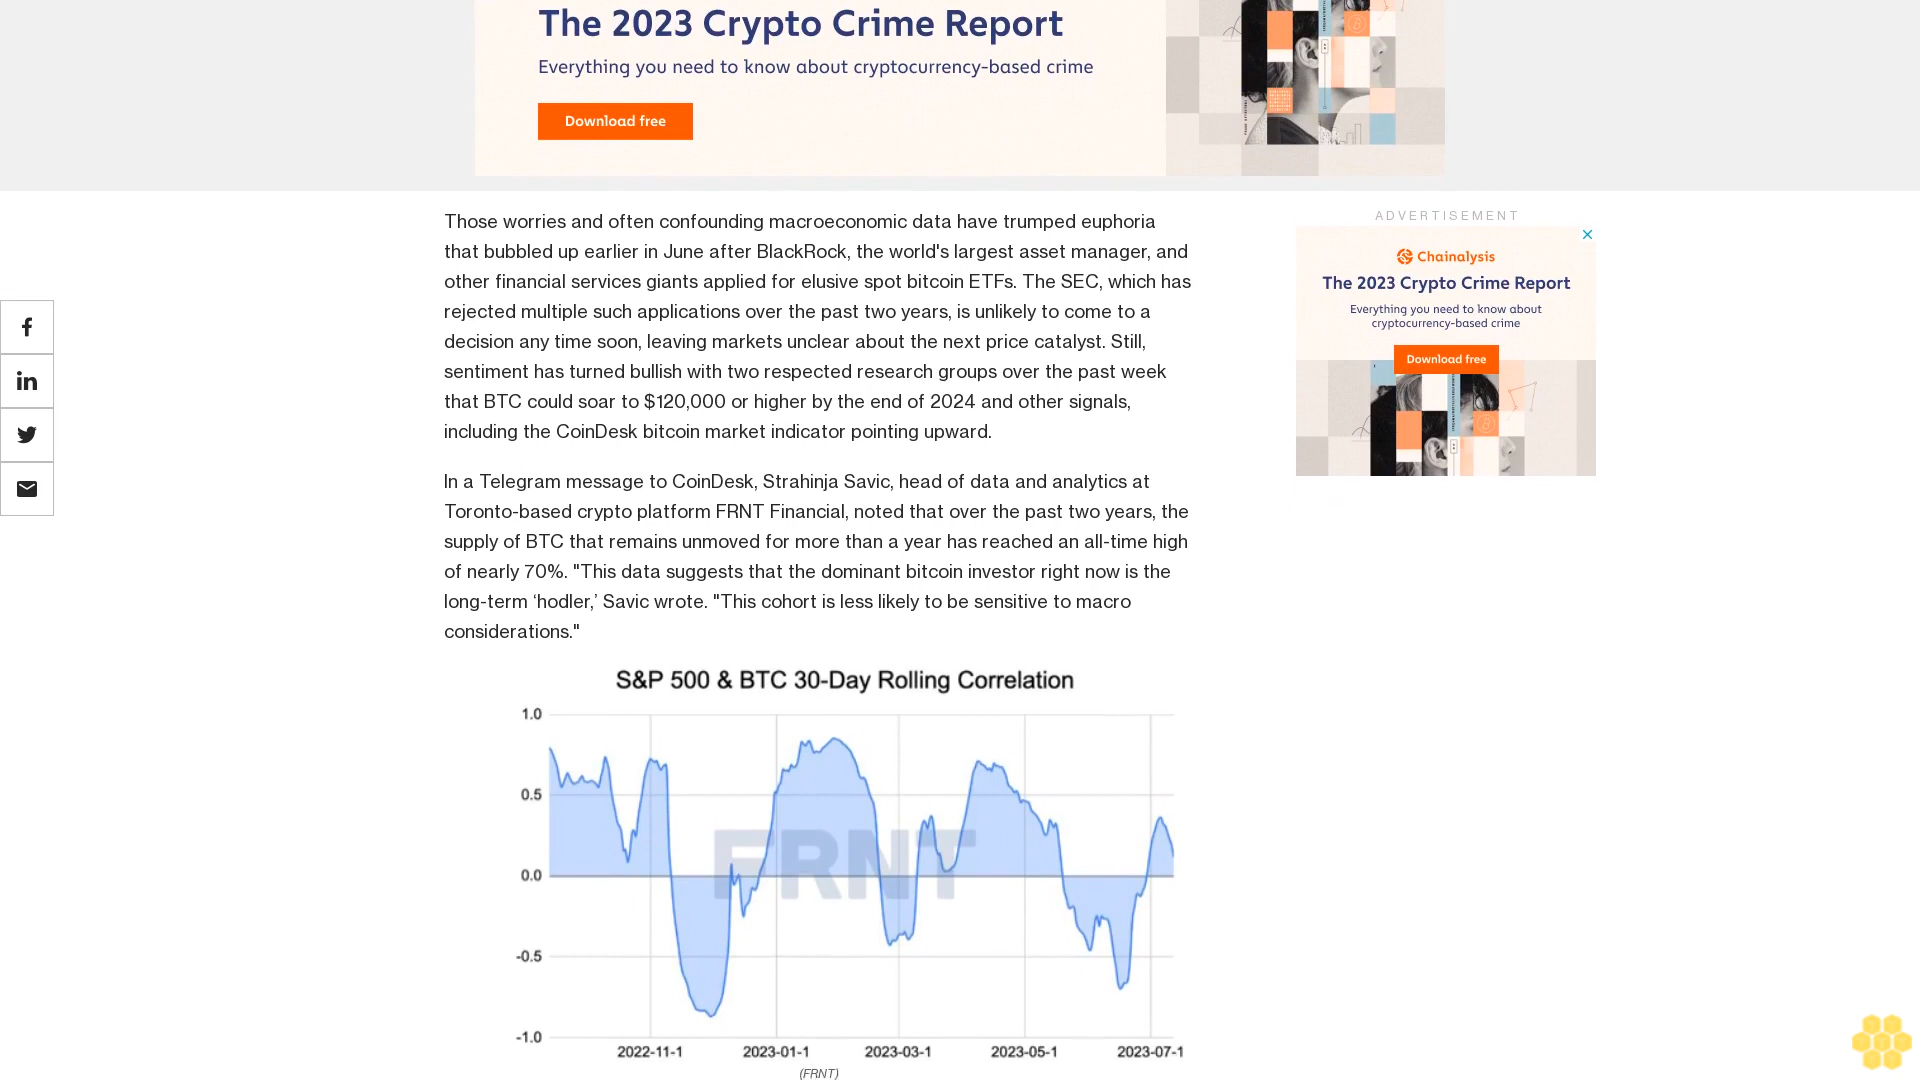 The 2023 Crypto Crime Report
Everything you need to know about cryptocurrency-based crime
Download free
Those worries and often confounding macroeconomic data have trumped euphoria
that bubbled up earlier in June after BlackRock, the world's largest asset manager, and
other financial services giants applied for elusive spot bitcoin ETFs. The SEC, which has
rejected multiple such applications over the past two years, is unlikely to come to a
decision any time soon, leaving markets unclear about the next price catalyst. Still,
sentiment has turned bullish with two respected research groups over the past week
that BTC could soar to $120,000 or higher by the end of 2024 and other signals,
including the CoinDesk bitcoin market indicator pointing upward.
In a Telegram message to CoinDesk, Strahinja Savic, head of data and analytics at
Toronto-based crypto platform FRNT Financial, noted that over the past two years, the
supply of BTC that remains unmoved for more than a year has reached an all-time high
of nearly 70%. "This data suggests that the dominant bitcoin investor right now is the
long-term ‘hodler,’ Savic wrote. "This cohort is less likely to be sensitive to macro
considerations."
S&P 500 & BTC 30-Day Rolling Correlation
1.0
0.5
0.0
-0.5
-1.0
FRNT
2022-11-1 2023-01-1 2023-03-1 2023-05-1 2023-07-1
(FRNT)
ADVERTISEMENT
Chainalysis
The 2023 Crypto Crime Report
Everything you need to know about
cryptocurrency-based crime
Download free